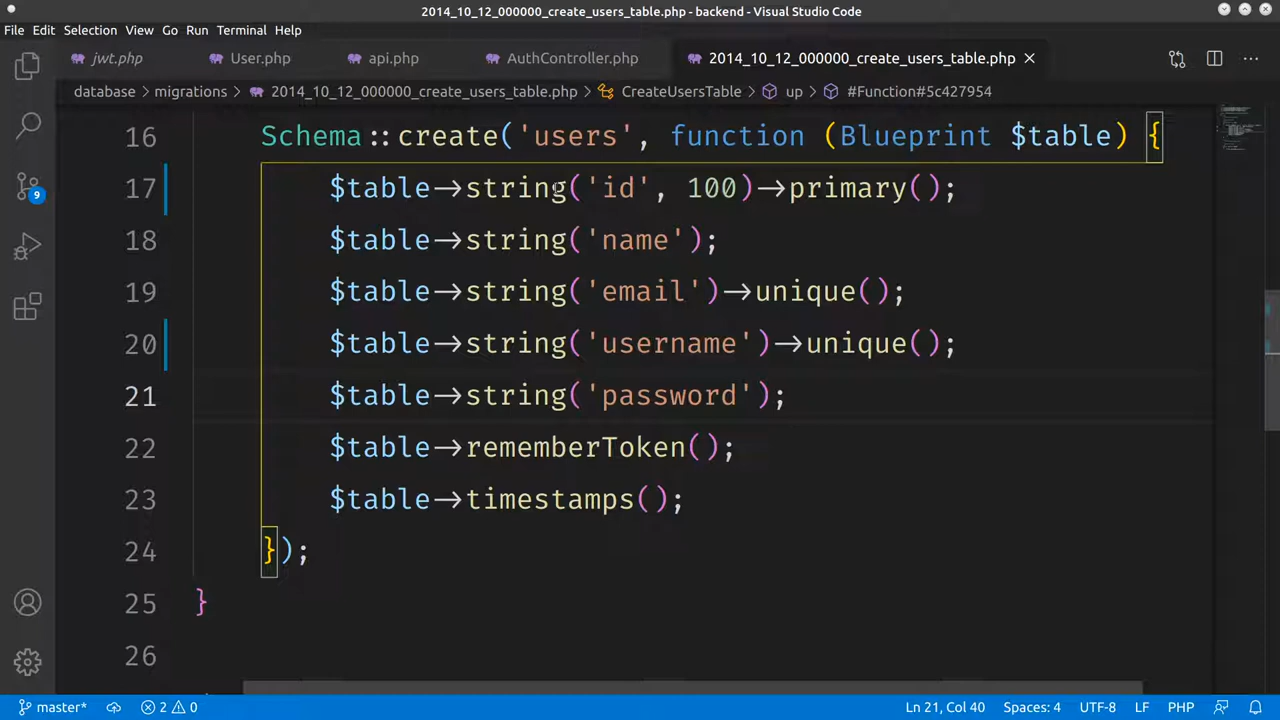 2014_10_12_000000_create_users_table.php - backend - Visual Studio Code
File Edit Selection View Go Run Terminal Help
jwt.php User.php api.php AuthController.php 2014_10_12_000000_create_users_table.php
database > migrations > 2014_10_12_000000_create_users_table.php > CreateUsersTable > up > #Function#5c427954
16 Schema::create('users', function (Blueprint $table) {
17 $table->string('id', 100)->primary();
18 $table->string('name');
19 $table->string('email')->unique();
20 $table->string('username')->unique();
21 $table->string('password');
22 $table->rememberToken();
23 $table->timestamps();
24 });
25 }
26
9
master* 2 0 Ln 21, Col 40 Spaces: 4 UTF-8 LF PHP